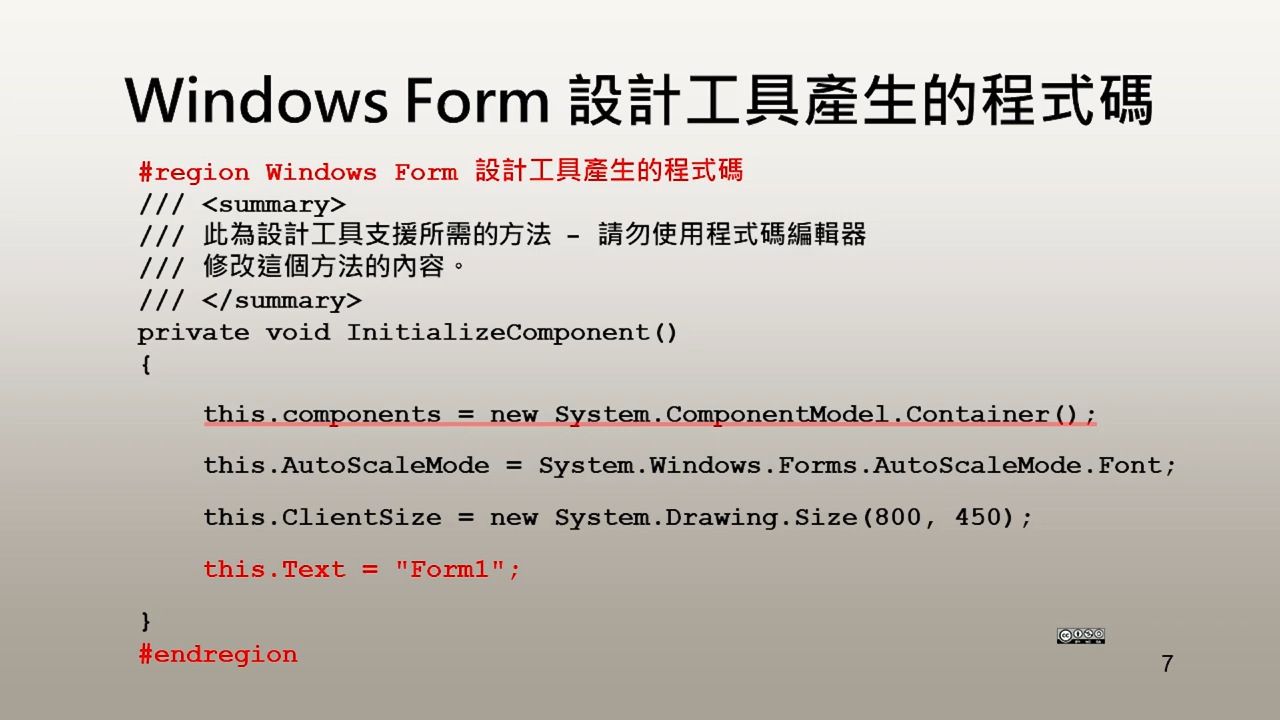 Windows Form 設計工具產生的程式碼
#region Windows Form 設計工具產生的程式碼
/// <summary>
/// 此為設計工具支援所需的方法 – 請勿使用程式碼編輯器
/// 修改這個方法的內容。
/// </summary>
private void InitializeComponent()
{
this.components = new System.ComponentModel.Container();
this.AutoScaleMode = System.Windows.Forms.AutoScaleMode.Font;
this.ClientSize = new System.Drawing.Size(800, 450);
this.Text = "Form1";
}
#endregion
7